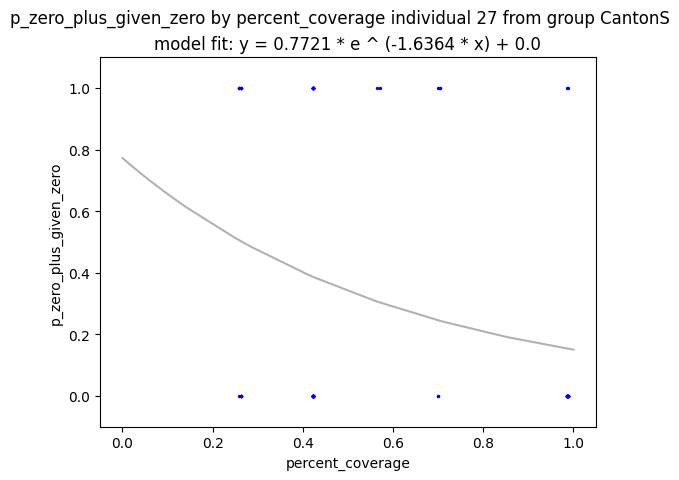 p_zero_plus_given_zero by percent_coverage individual 27 from group CantonS
model fit: y = 0.7721 * e ^ (-1.6364 * x) + 0.0
1.0
0.8
0.6
0.4
0.2
0.0
p_zero_plus_given_zero
0.0 0.2 0.4 0.6 0.8 1.0
percent_coverage